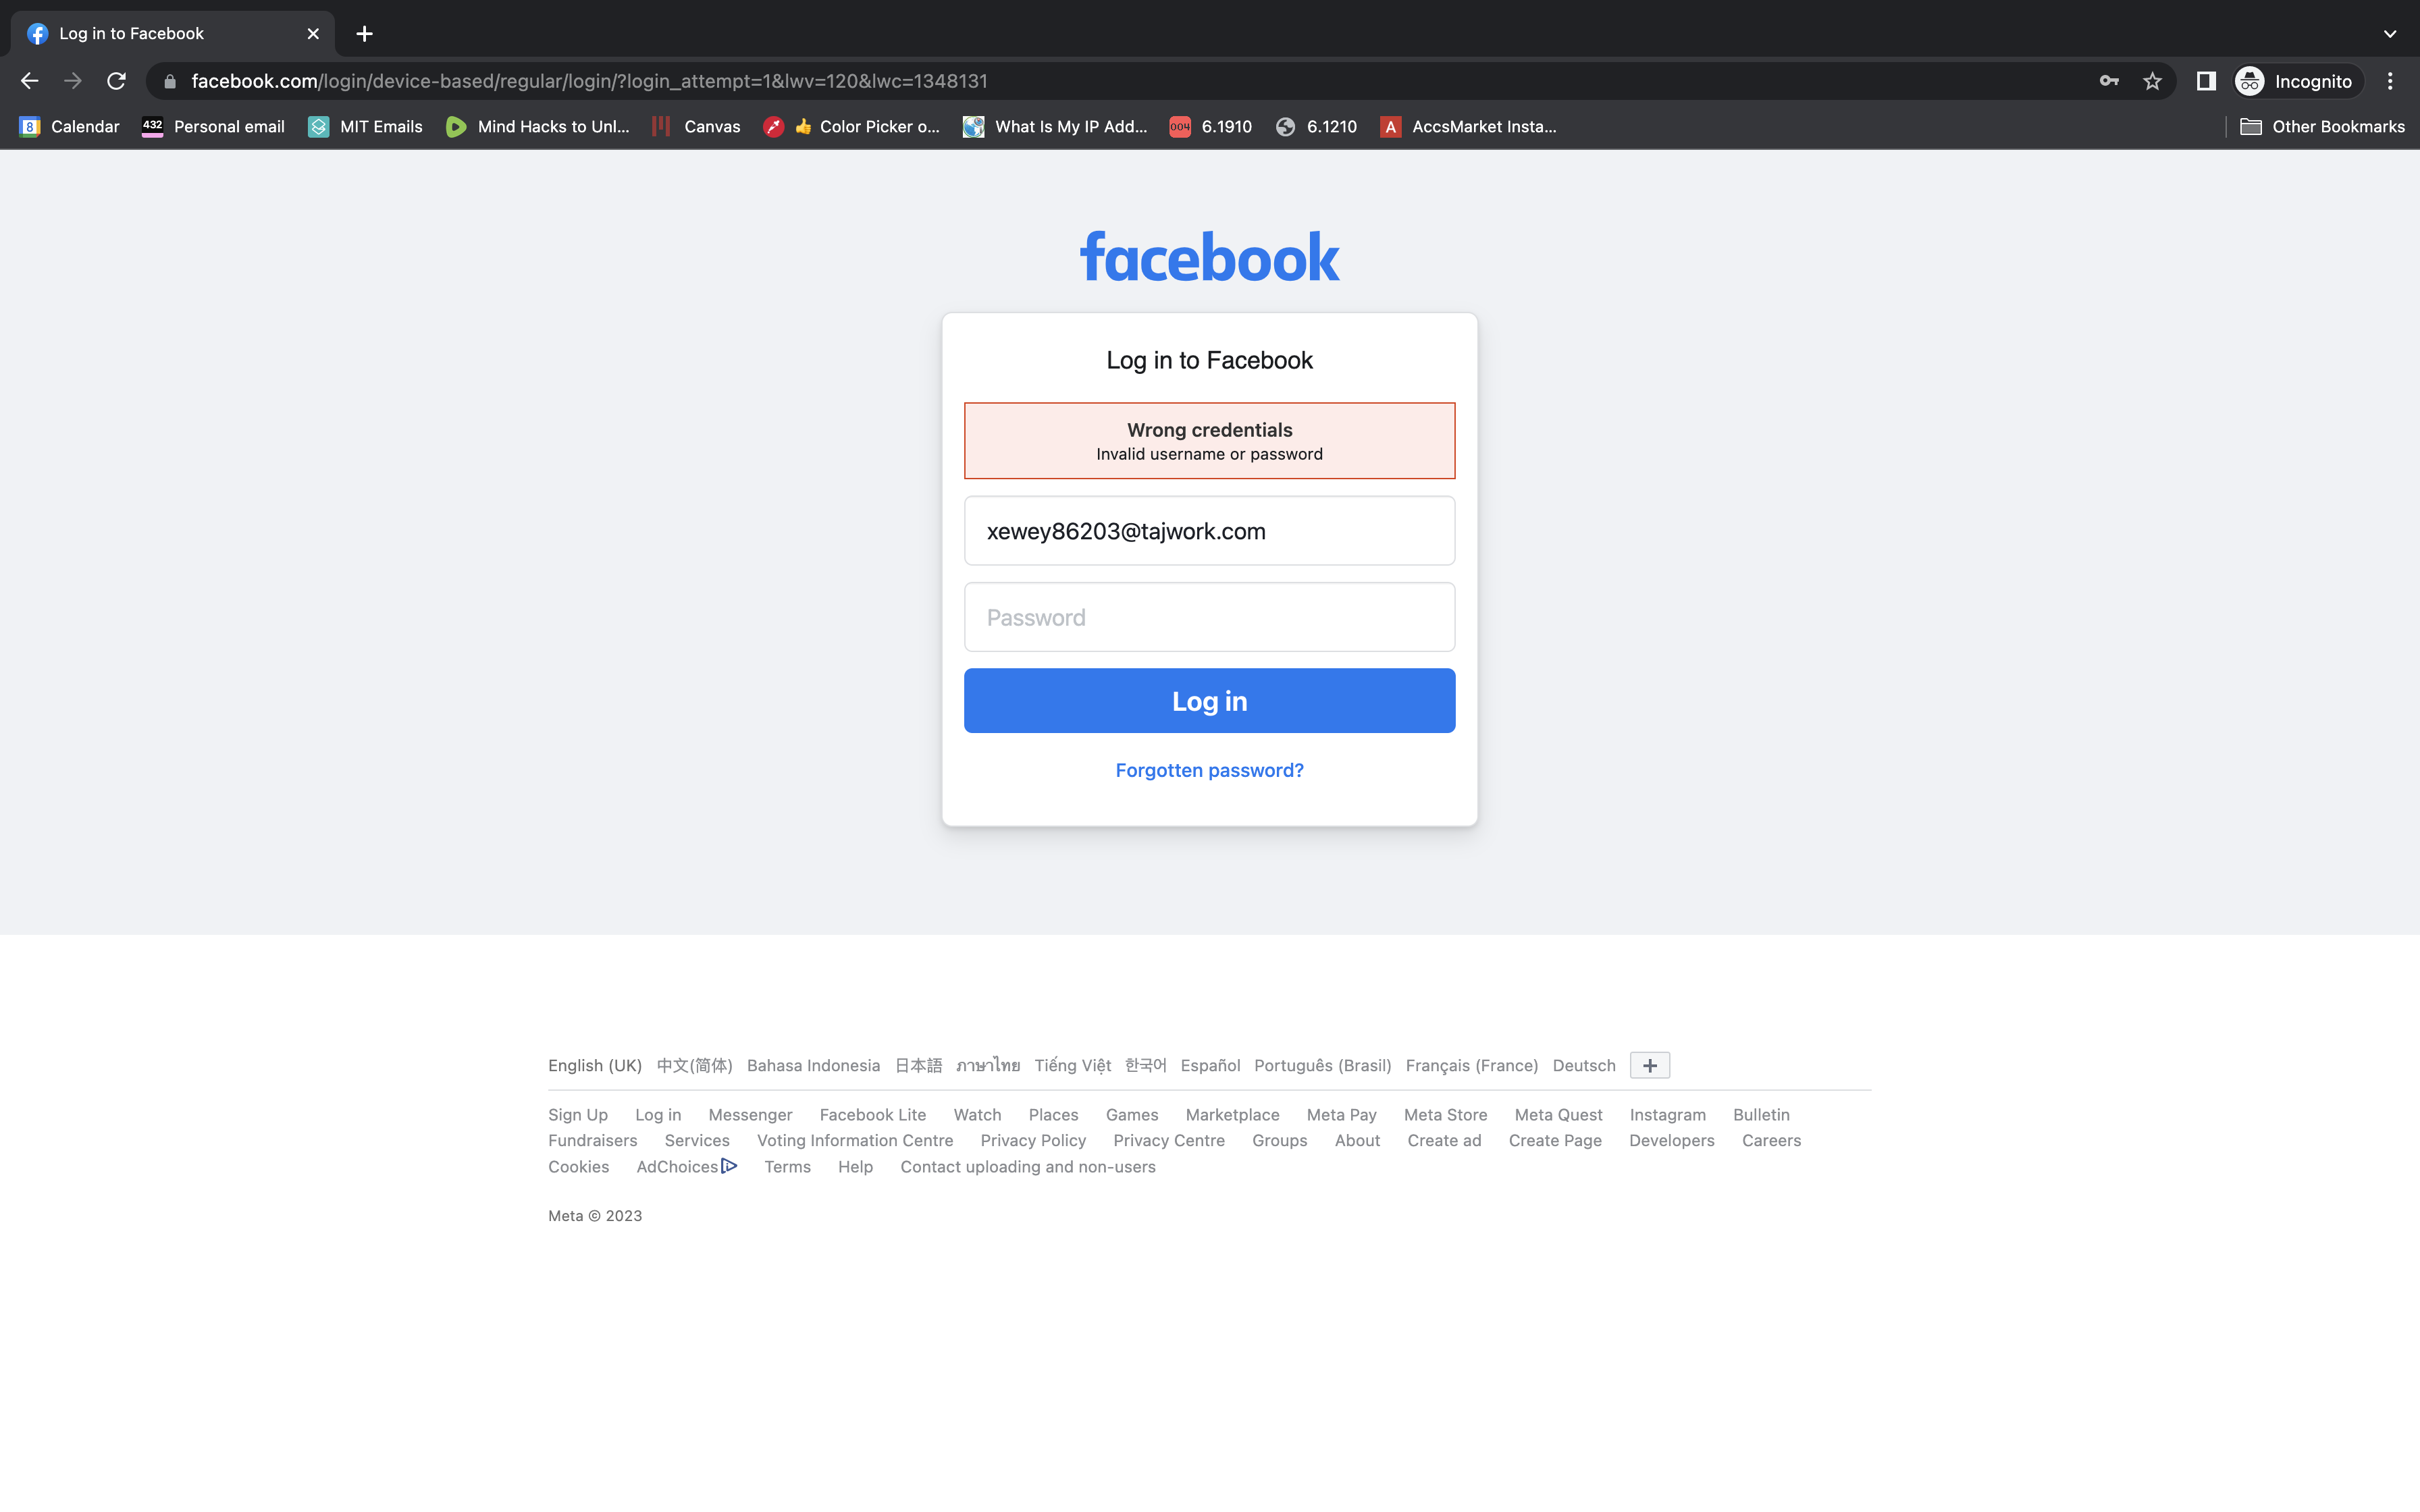 Log in to Facebook
facebook.com/login/device-based/regular/login/?login_attempt=1&lwv=120&lwc=1348131
Incognito
8 Calendar 432 Personal email MIT Emails Mind Hacks to Unl... Canvas 👍 Color Picker o... What Is My IP Add... 004 6.1910 6.1210 A AccsMarket Insta... Other Bookmarks
facebook
Log in to Facebook
Wrong credentials
Invalid username or password
xewey86203@tajwork.com
Password
Log in
Forgotten password?
English (UK) 中文(简体) Bahasa Indonesia 日本語 ภาษาไทย Tiếng Việt 한국어 Español Português (Brasil) Français (France) Deutsch +
Sign Up Log in Messenger Facebook Lite Watch Places Games Marketplace Meta Pay Meta Store Meta Quest Instagram Bulletin
Fundraisers Services Voting Information Centre Privacy Policy Privacy Centre Groups About Create ad Create Page Developers Careers
Cookies AdChoices Terms Help Contact uploading and non-users
Meta © 2023